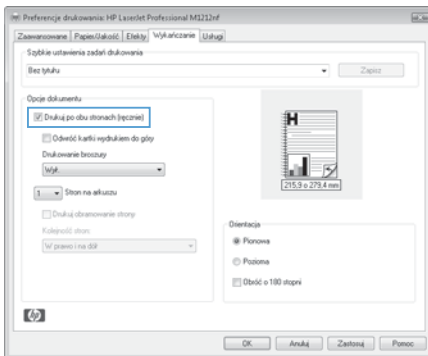 Preferencje drukowania: HP LaserJet Professional M1212nf
Zaawansowane Papier/Jakość Efekty Wykańczanie Usługi
Szybkie ustawienia zadań drukowania
Bez tytułu Zapisz
Opcje dokumentu
Drukuj po obu stronach (ręcznie)
Odwróć kartki wydrukiem do góry
Drukowanie broszury
Wył.
1 Stron na arkuszu
Drukuj obramowanie strony
Kolejność stron:
W prawo i na dół
H
215,9 o 279,4 mm
Orientacja
Pionowa
Pozioma
Obróć o 180 stopni
hp
OK Anuluj Zastosuj Pomoc